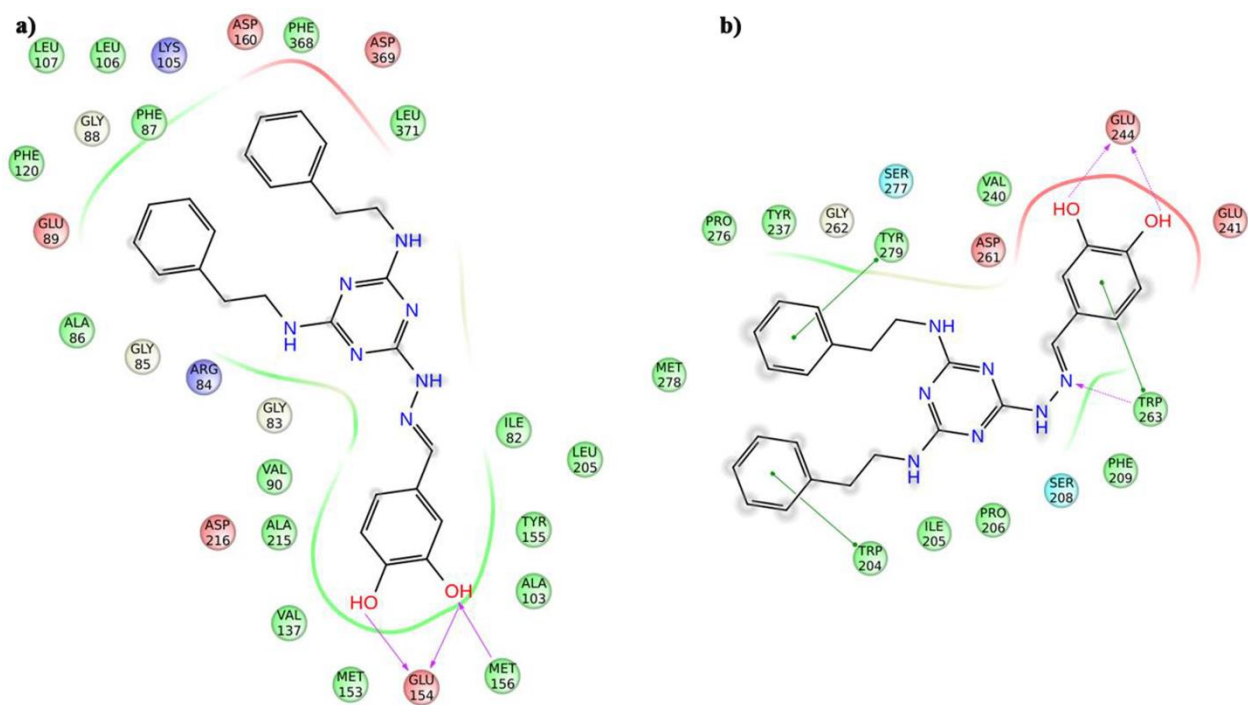 a)
LEU
107
LEU
106
LYS
105
ASP
160
PHE
368
ASP
369
GLY
88
PHE
87
LEU
371
PHE
120
GLU
89
NH
N
N
N
N
H
ALA
86
GLY
85
ARG
84
NH
N
GLY
83
ILE
82
LEU
205
VAL
90
ASP
216
ALA
215
TYR
155
HO
OH
ALA
103
VAL
137
MET
153
GLU
154
MET
156
b)
GLU
244
SER
277
VAL
240
PRO
276
TYR
237
GLY
262
HO
OH
GLU
241
TYR
279
ASP
261
NH
MET
278
N
N
N
N
H
N
TRP
263
N
H
SER
208
PHE
209
TRP
204
ILE
205
PRO
206